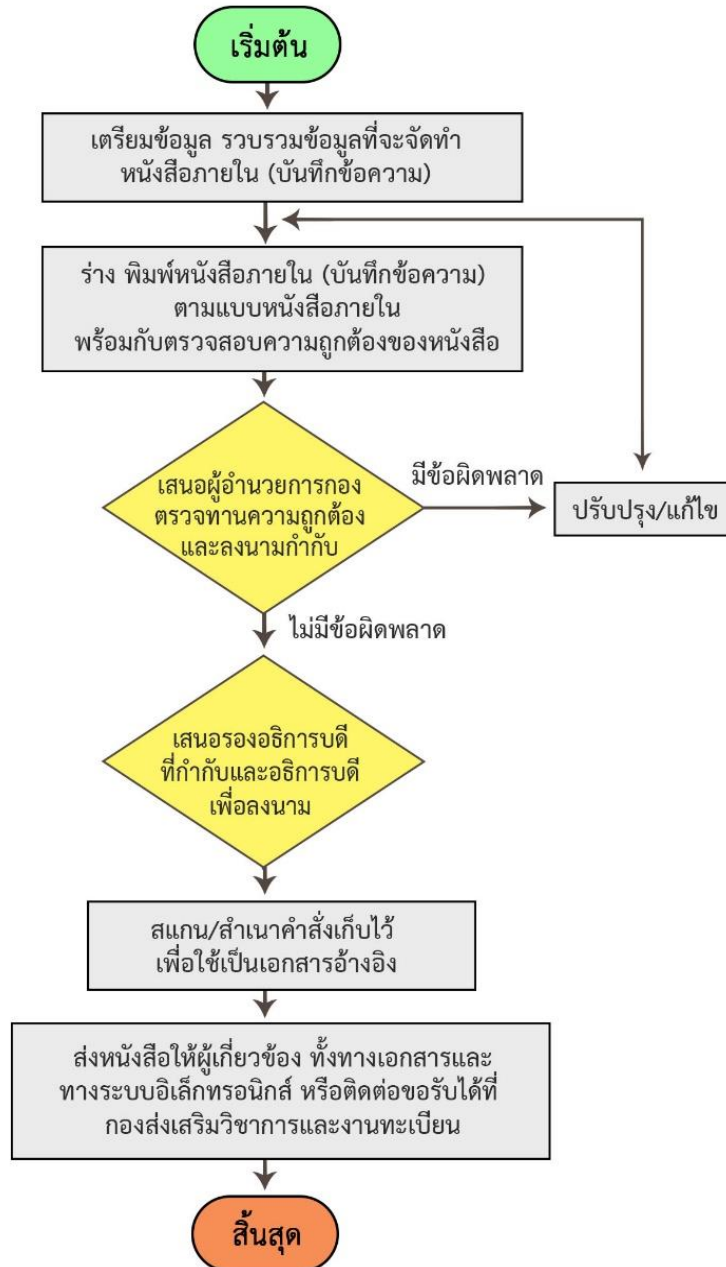 เริ่มต้น
เตรียมข้อมูล รวบรวมข้อมูลที่จะจัดทำ
หนังสือภายใน (บันทึกข้อความ)
ร่าง พิมพ์หนังสือภายใน (บันทึกข้อความ)
ตามแบบหนังสือภายใน
พร้อมกับตรวจสอบความถูกต้องของหนังสือ
เสนอผู้อำนวยการกอง
ตรวจทานความถูกต้อง
และลงนามกำกับ
มีข้อผิดพลาด
ปรับปรุง/แก้ไข
ไม่มีข้อผิดพลาด
เสนอรองอธิการบดี
ที่กำกับและอธิการบดี
เพื่อลงนาม
สแกน/สำเนาคำสั่งเก็บไว้
เพื่อใช้เป็นเอกสารอ้างอิง
ส่งหนังสือให้ผู้เกี่ยวข้อง ทั้งทางเอกสารและ
ทางระบบอิเล็กทรอนิกส์ หรือติดต่อขอรับได้ที่
กองส่งเสริมวิชาการและงานทะเบียน
สิ้นสุด